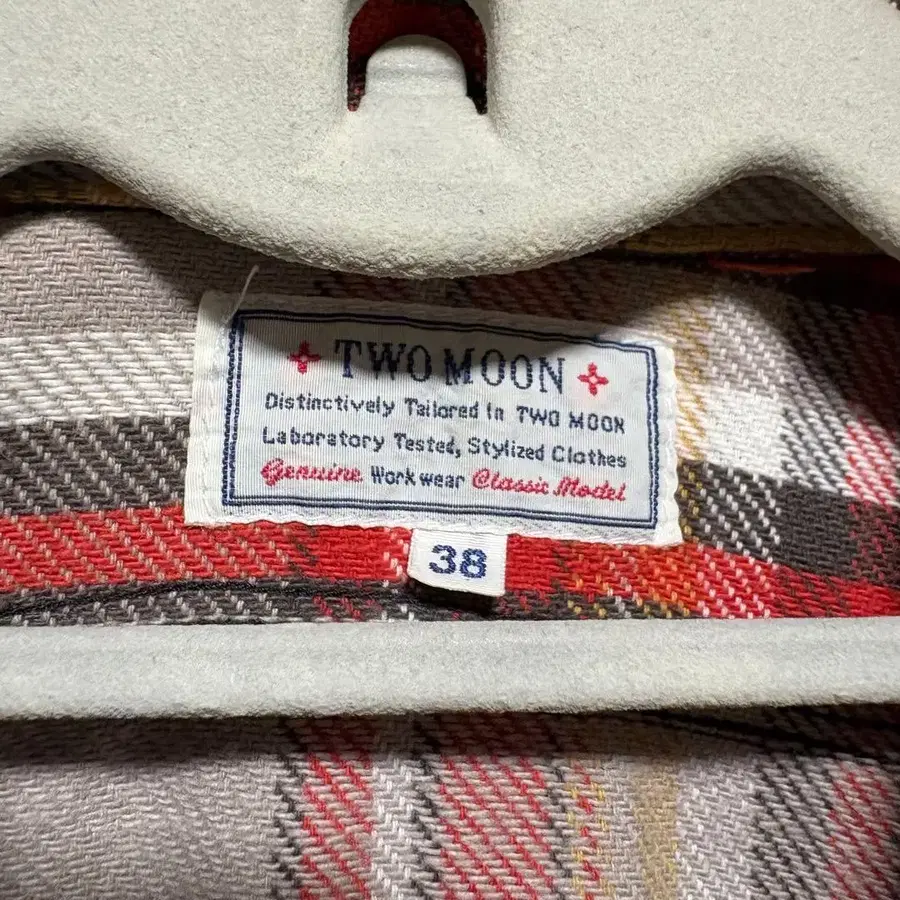 TWO MOON
Distinctively Tailored in TWO MOON
Laboratory Tested, Stylized Clothes
Genuine Work wear Classic Model
38